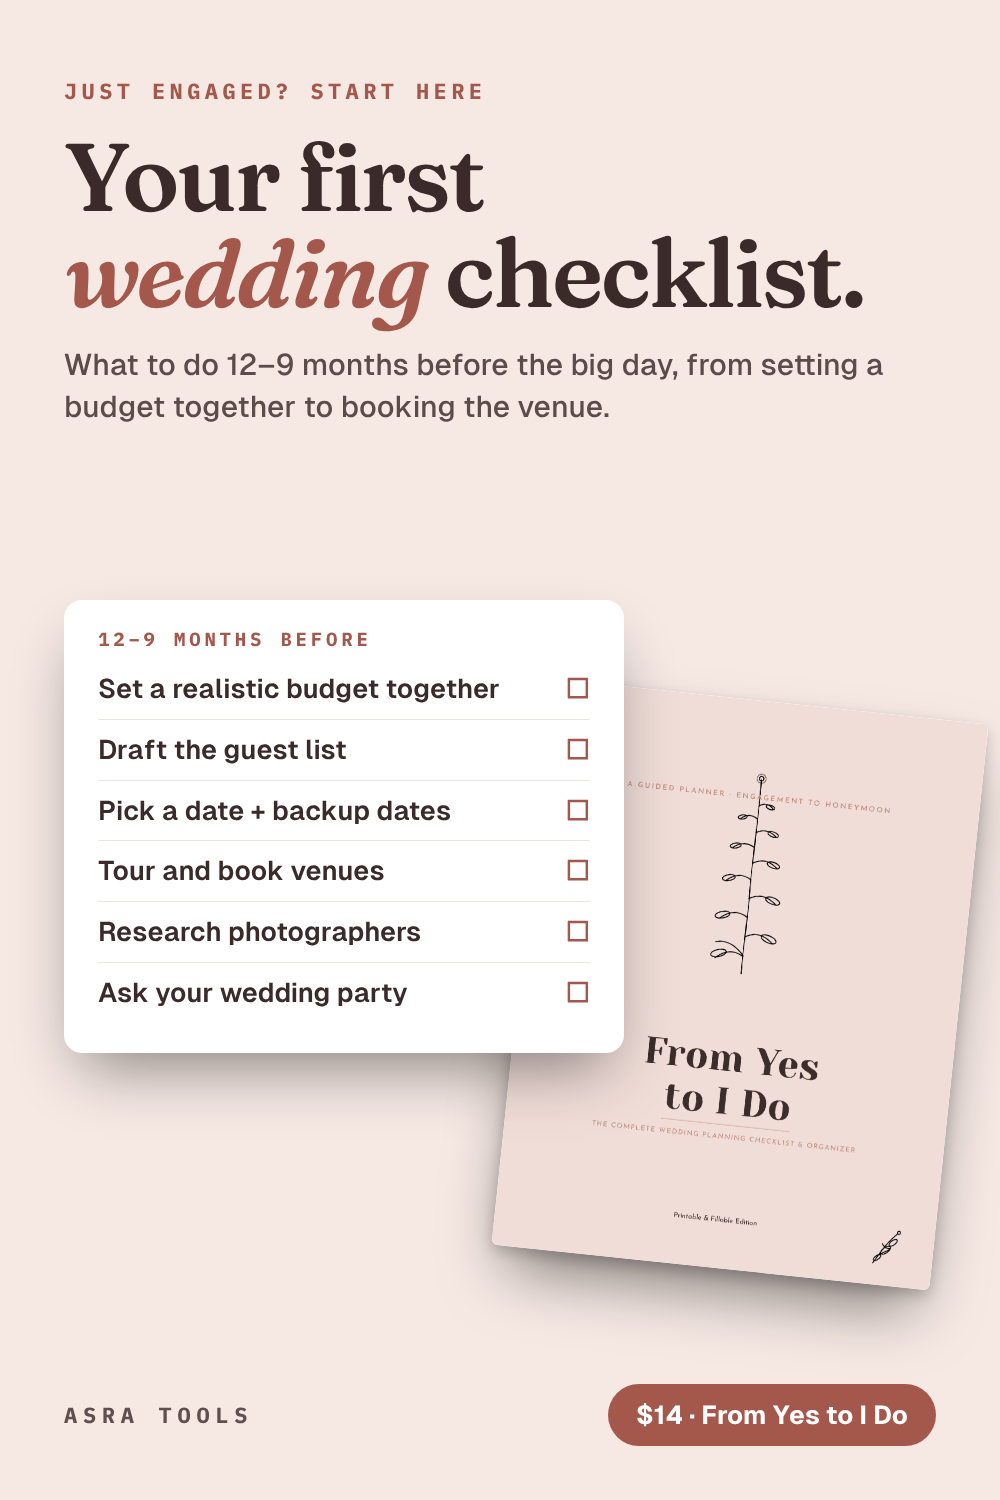 JUST ENGAGED? START HERE
Your first
wedding checklist.
What to do 12–9 months before the big day, from setting a
budget together to booking the venue.
12–9 MONTHS BEFORE
Set a realistic budget together
Draft the guest list
Pick a date + backup dates
Tour and book venues
Research photographers
Ask your wedding party
A GUIDED PLANNER · ENGAGEMENT TO HONEYMOON
From Yes
to I Do
THE COMPLETE WEDDING PLANNING CHECKLIST & ORGANIZER
Printable & Fillable Edition
ASRA TOOLS
$14 · From Yes to I Do